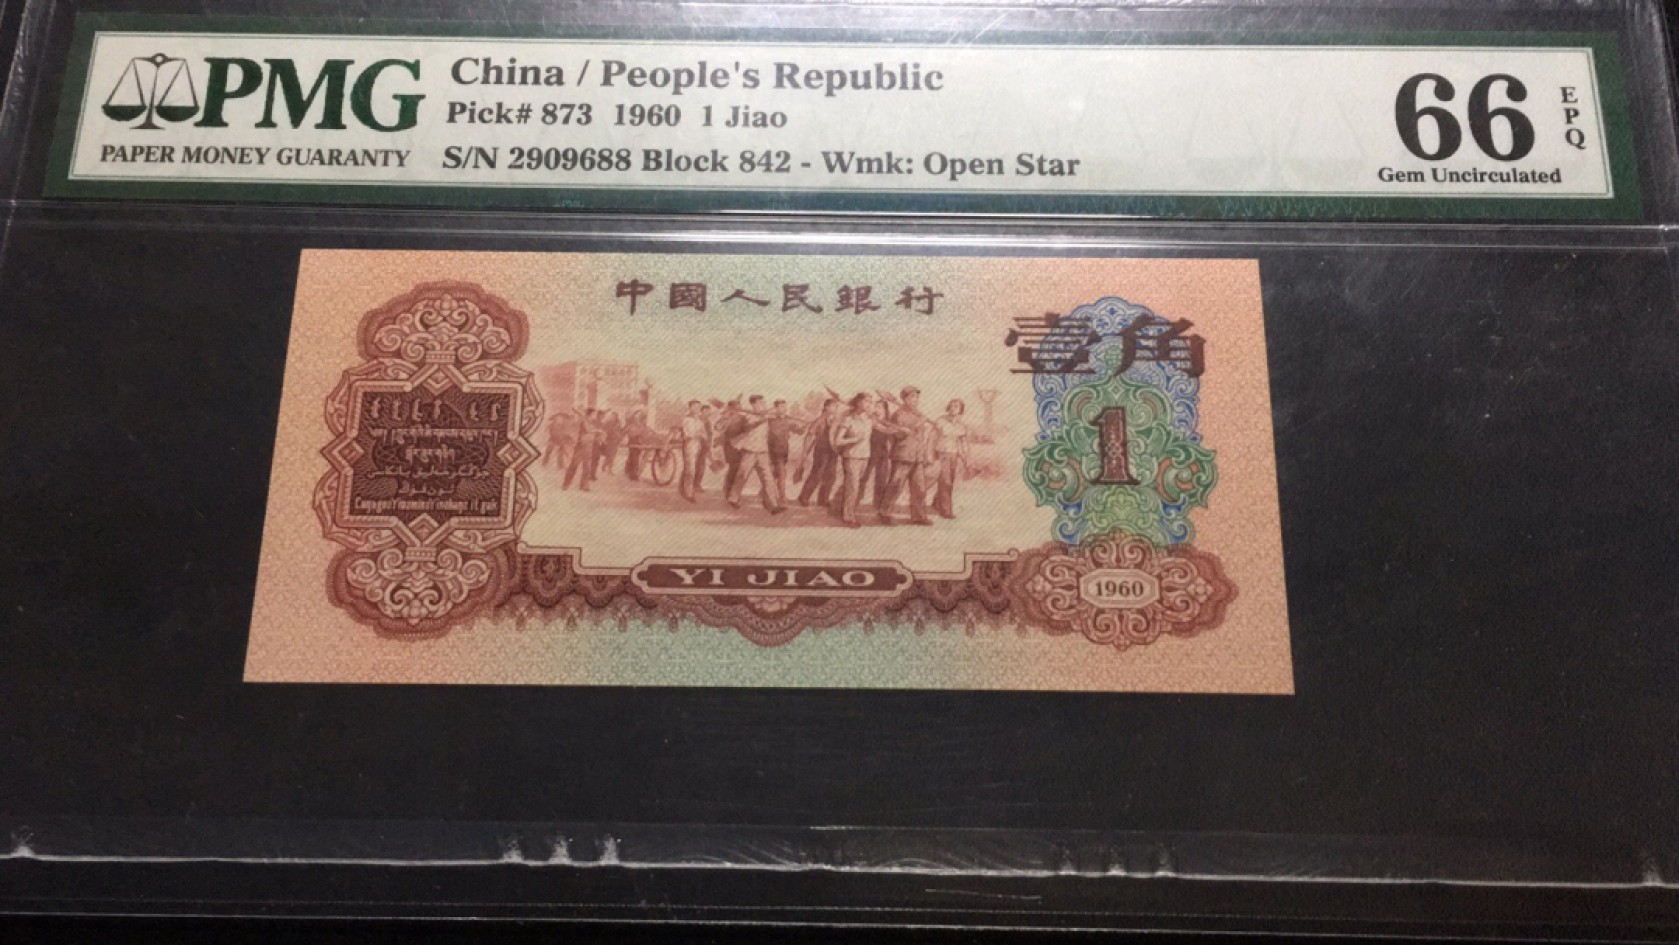 PMG
PAPER MONEY GUARANTY
China / People's Republic
Pick# 873 1960 1 Jiao
S/N 2909688 Block 842 - Wmk: Open Star
66
EPQ
Gem Uncirculated
中國人民銀行
壹角
1
YI JIAO
1960